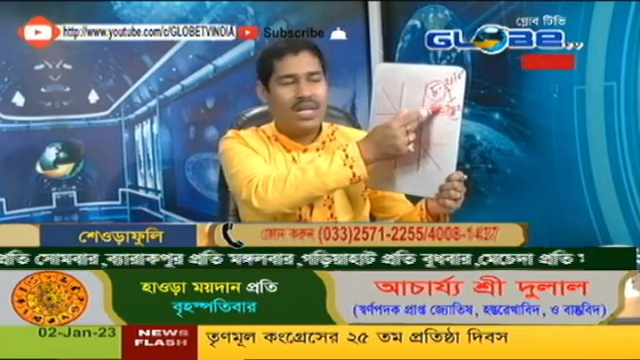 http://www.youtube.com/c/GLOBETVINDIA
Subscribe
গ্লোব টিভি
GLOBE TV
শেওড়াফুলি
ফোন করুন (033)2571-2255/4008-1427
প্রতি সোমবার,ব্যারাকপুর প্রতি মঙ্গলবার,গড়িয়াহাট প্রতি বুধবার,মেচেদা প্রতি
হাওড়া ময়দান প্রতি
বৃহস্পতিবার
আচার্য্য শ্রী দুলাল
(স্বর্ণপদক প্রাপ্ত জ্যোতিষ, হস্তরেখাবিদ, ও বাস্তুবিদ)
02-Jan-23
NEWS
FLASH
তৃণমূল কংগ্রেসের ২৫ তম প্রতিষ্ঠা দিবস